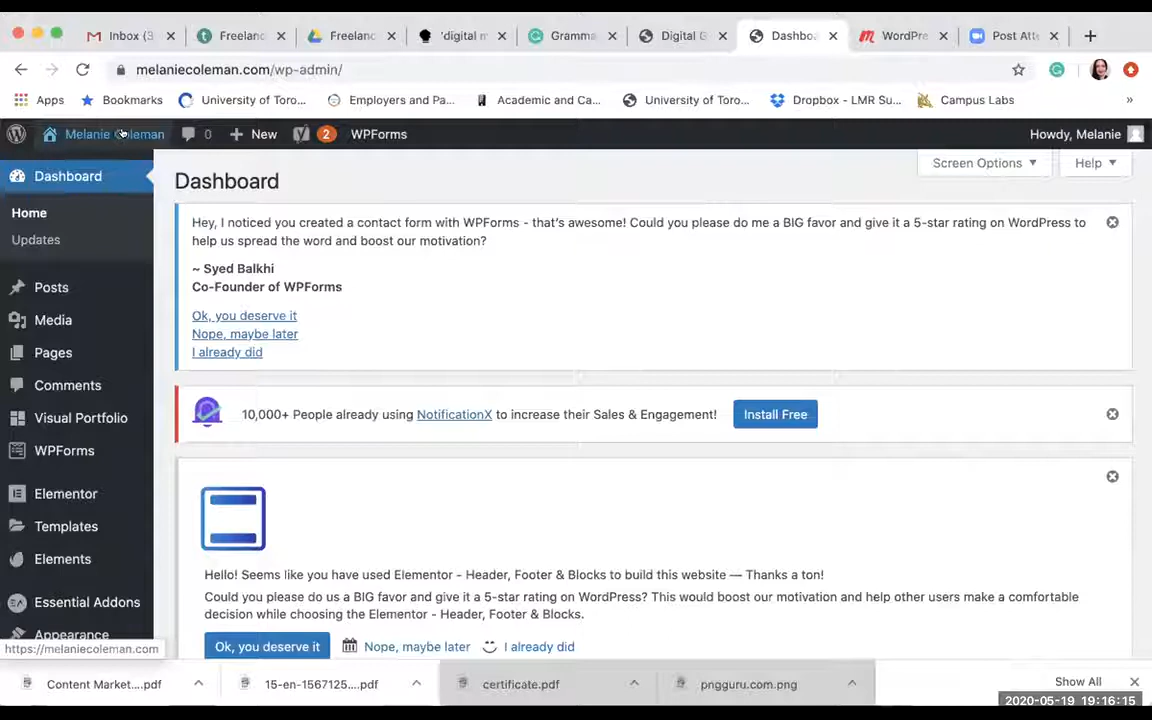 Inbox (3
Freelanc
Freelanc
'digital m
Gramma
Digital G
Dashbo
WordPre
Post Atte
melaniecoleman.com/wp-admin/
Apps
Bookmarks
University of Toro...
Employers and Pa...
Academic and Ca...
University of Toro...
Dropbox - LMR Su...
Campus Labs
»
Melanie Coleman
0
New
2
WPForms
Howdy, Melanie
Dashboard
Home
Updates
Posts
Media
Pages
Comments
Visual Portfolio
WPForms
Elementor
Templates
Elements
Essential Addons
Appearance
https://melaniecoleman.com
Screen Options
Help
Dashboard
Hey, I noticed you created a contact form with WPForms - that's awesome! Could you please do me a BIG favor and give it a 5-star rating on WordPress to
help us spread the word and boost our motivation?
~ Syed Balkhi
Co-Founder of WPForms
Ok, you deserve it
Nope, maybe later
I already did
10,000+ People already using NotificationX to increase their Sales & Engagement!
Install Free
Hello! Seems like you have used Elementor - Header, Footer & Blocks to build this website — Thanks a ton!
Could you please do us a BIG favor and give it a 5-star rating on WordPress? This would boost our motivation and help other users make a comfortable
decision while choosing the Elementor - Header, Footer & Blocks.
Ok, you deserve it
Nope, maybe later
I already did
Content Market....pdf
15-en-1567125....pdf
certificate.pdf
pngguru.com.png
Show All
2020-05-19 19:16:15